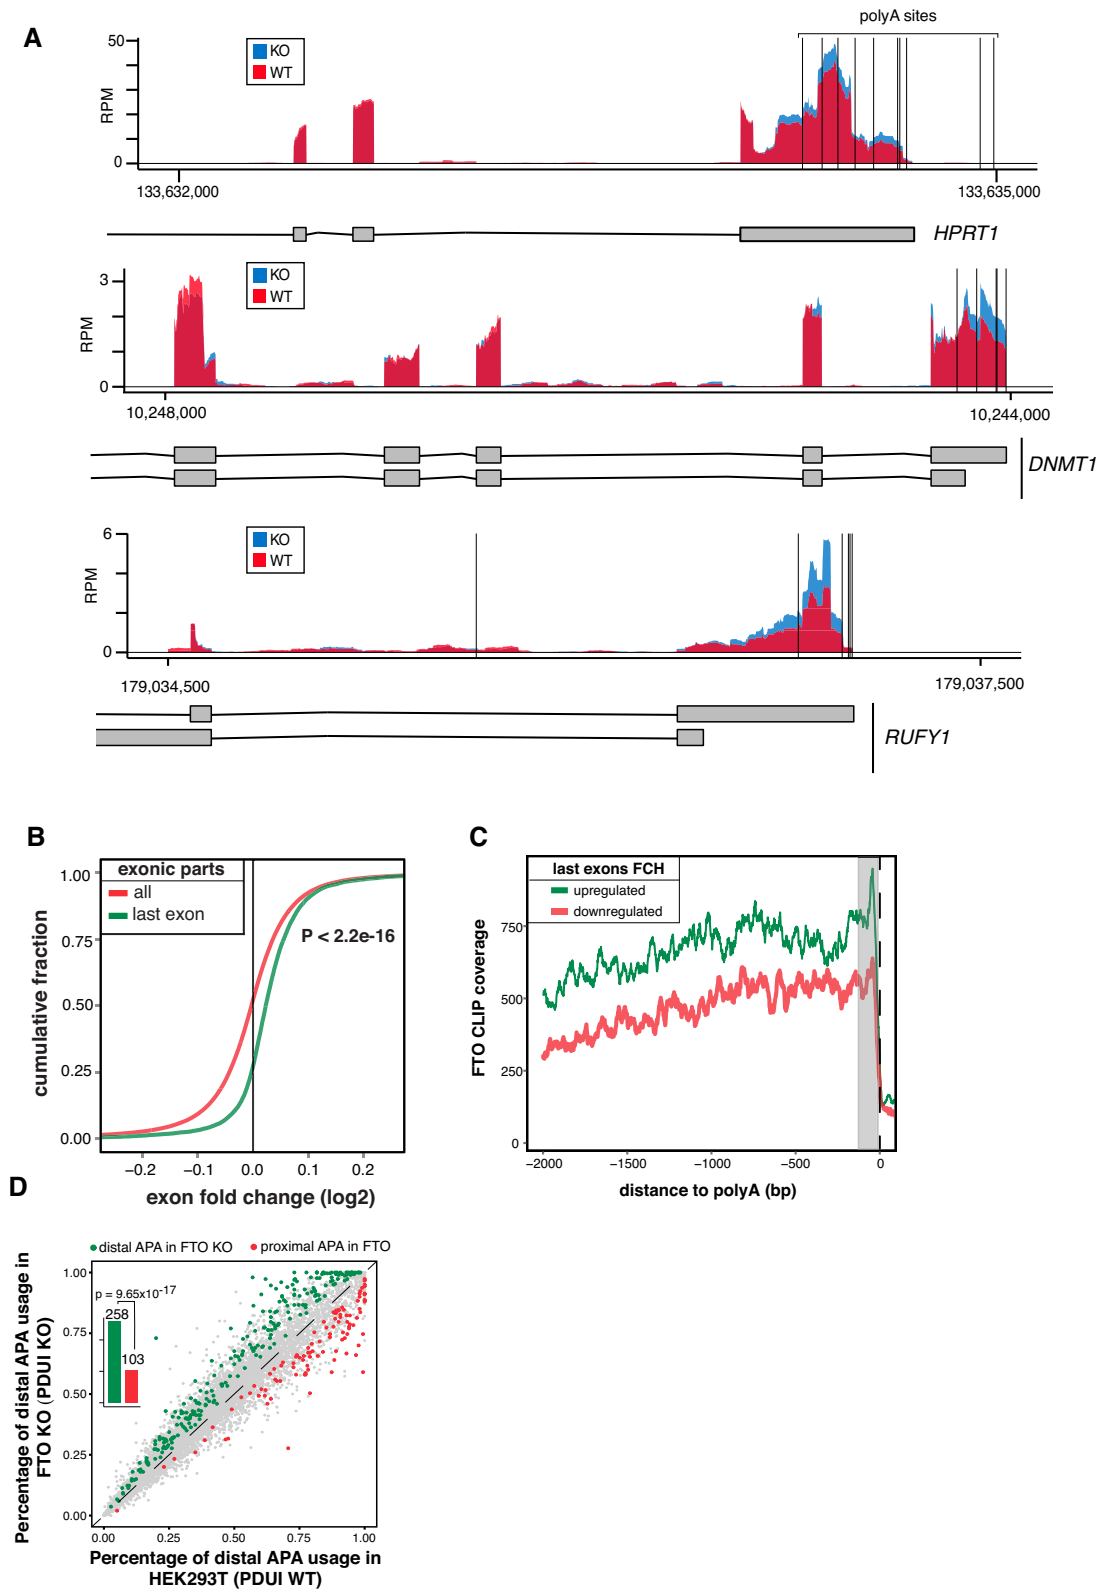 A
polyA sites
50
KO
WT
RPM
0
133,632,000
133,635,000
HPRT1
3
KO
WT
RPM
0
10,248,000
10,244,000
DNMT1
6
KO
WT
RPM
0
179,034,500
179,037,500
RUFY1
B
exonic parts
all
last exon
P < 2.2e-16
1.00
0.75
0.50
0.25
0.00
cumulative fraction
−0.2
−0.1
0.0
0.1
0.2
exon fold change (log2)
C
last exons FCH
upregulated
downregulated
750
500
250
0
FTO CLIP coverage
−2000
−1500
−1000
−500
0
distance to polyA (bp)
D
distal APA in FTO KO
proximal APA in FTO
p = 9.65x10-17
258
103
1.00
0.75
0.50
0.25
0.00
Percentage of distal APA usage in
FTO KO (PDUI KO)
0.00
0.25
0.50
0.75
1.00
Percentage of distal APA usage in
HEK293T (PDUI WT)